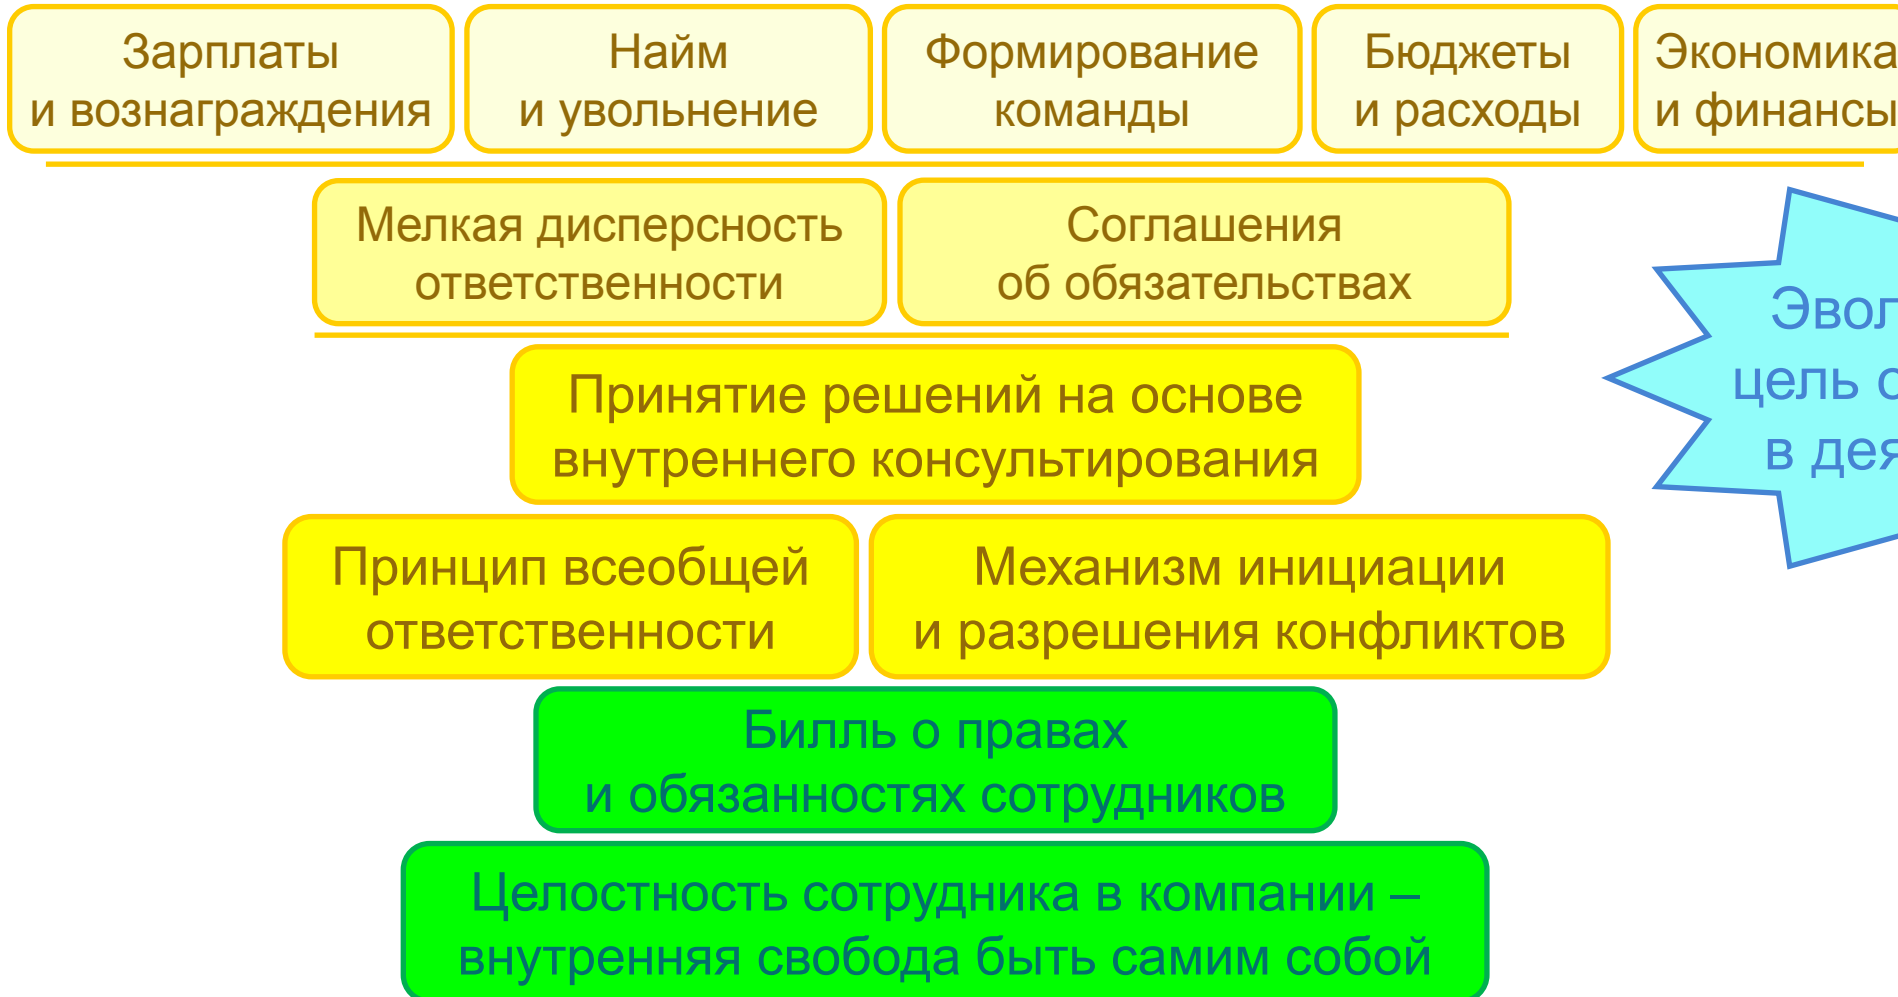 Зарплаты
и вознаграждения
Найм
и увольнение
Формирование
команды
Бюджеты
и расходы
Экономика
и финансы
Мелкая дисперсность
ответственности
Соглашения
об обязательствах
цель
в
Принятие решений на основе
внутреннего консультирования
Принцип всеобщей
ответственности
Механизм инициации
и разрешения конфликтов
Билль о правах
и обязанностях сотрудников
Целостность сотрудника в компании –
внутренняя свобода быть самим собой